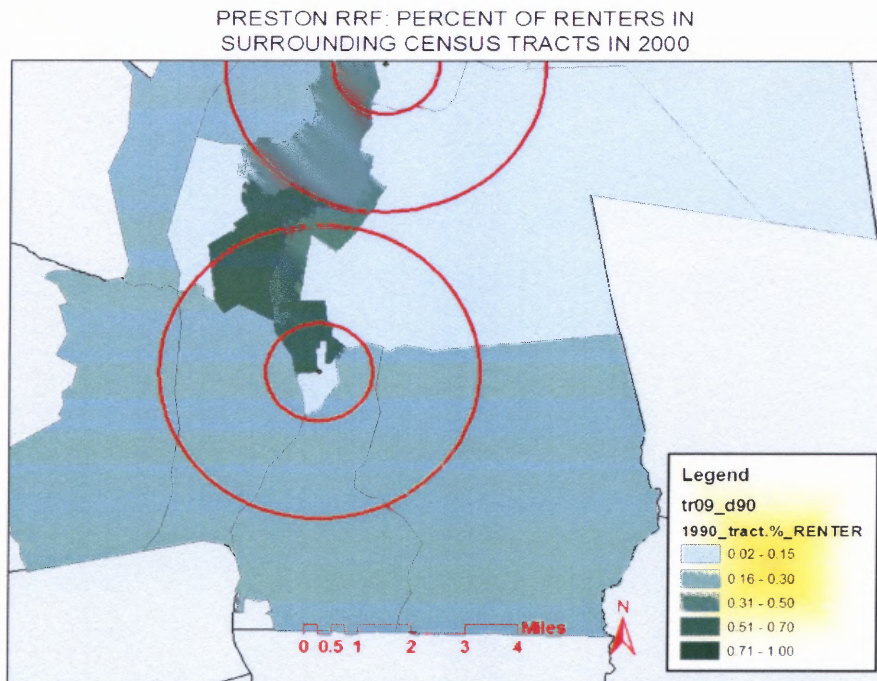 PRESTON RRF: PERCENT OF RENTERS IN
SURROUNDING CENSUS TRACTS IN 2000
Legend
tr09_d90
1990_tract.%_RENTER
0.02 - 0.15
0.16 - 0.30
0.31 - 0.50
0.51 - 0.70
0.71 - 1.00
N
Miles
0 0.5 1 2 3 4